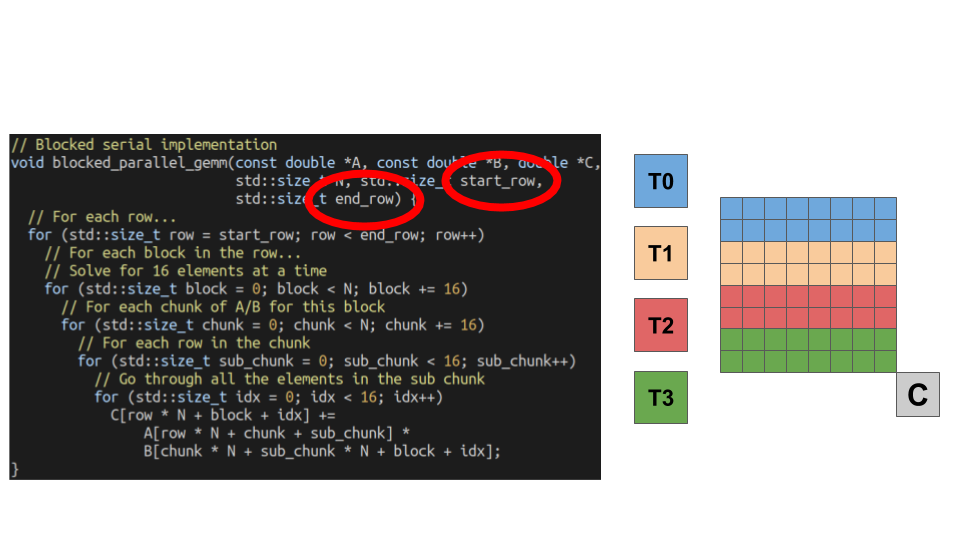 // Blocked serial implementation
void blocked_parallel_gemm(const double *A, const double *B, double *C,
std::size_t N, std::size_t start_row,
std::size_t end_row) {
// For each row...
for (std::size_t row = start_row; row < end_row; row++)
// For each block in the row...
// Solve for 16 elements at a time
for (std::size_t block = 0; block < N; block += 16)
// For each chunk of A/B for this block
for (std::size_t chunk = 0; chunk < N; chunk += 16)
// For each row in the chunk
for (std::size_t sub_chunk = 0; sub_chunk < 16; sub_chunk++)
// Go through all the elements in the sub chunk
for (std::size_t idx = 0; idx < 16; idx++)
C[row * N + block + idx] +=
A[row * N + chunk + sub_chunk] *
B[chunk * N + sub_chunk * N + block + idx];
}
T0
T1
T2
T3
C